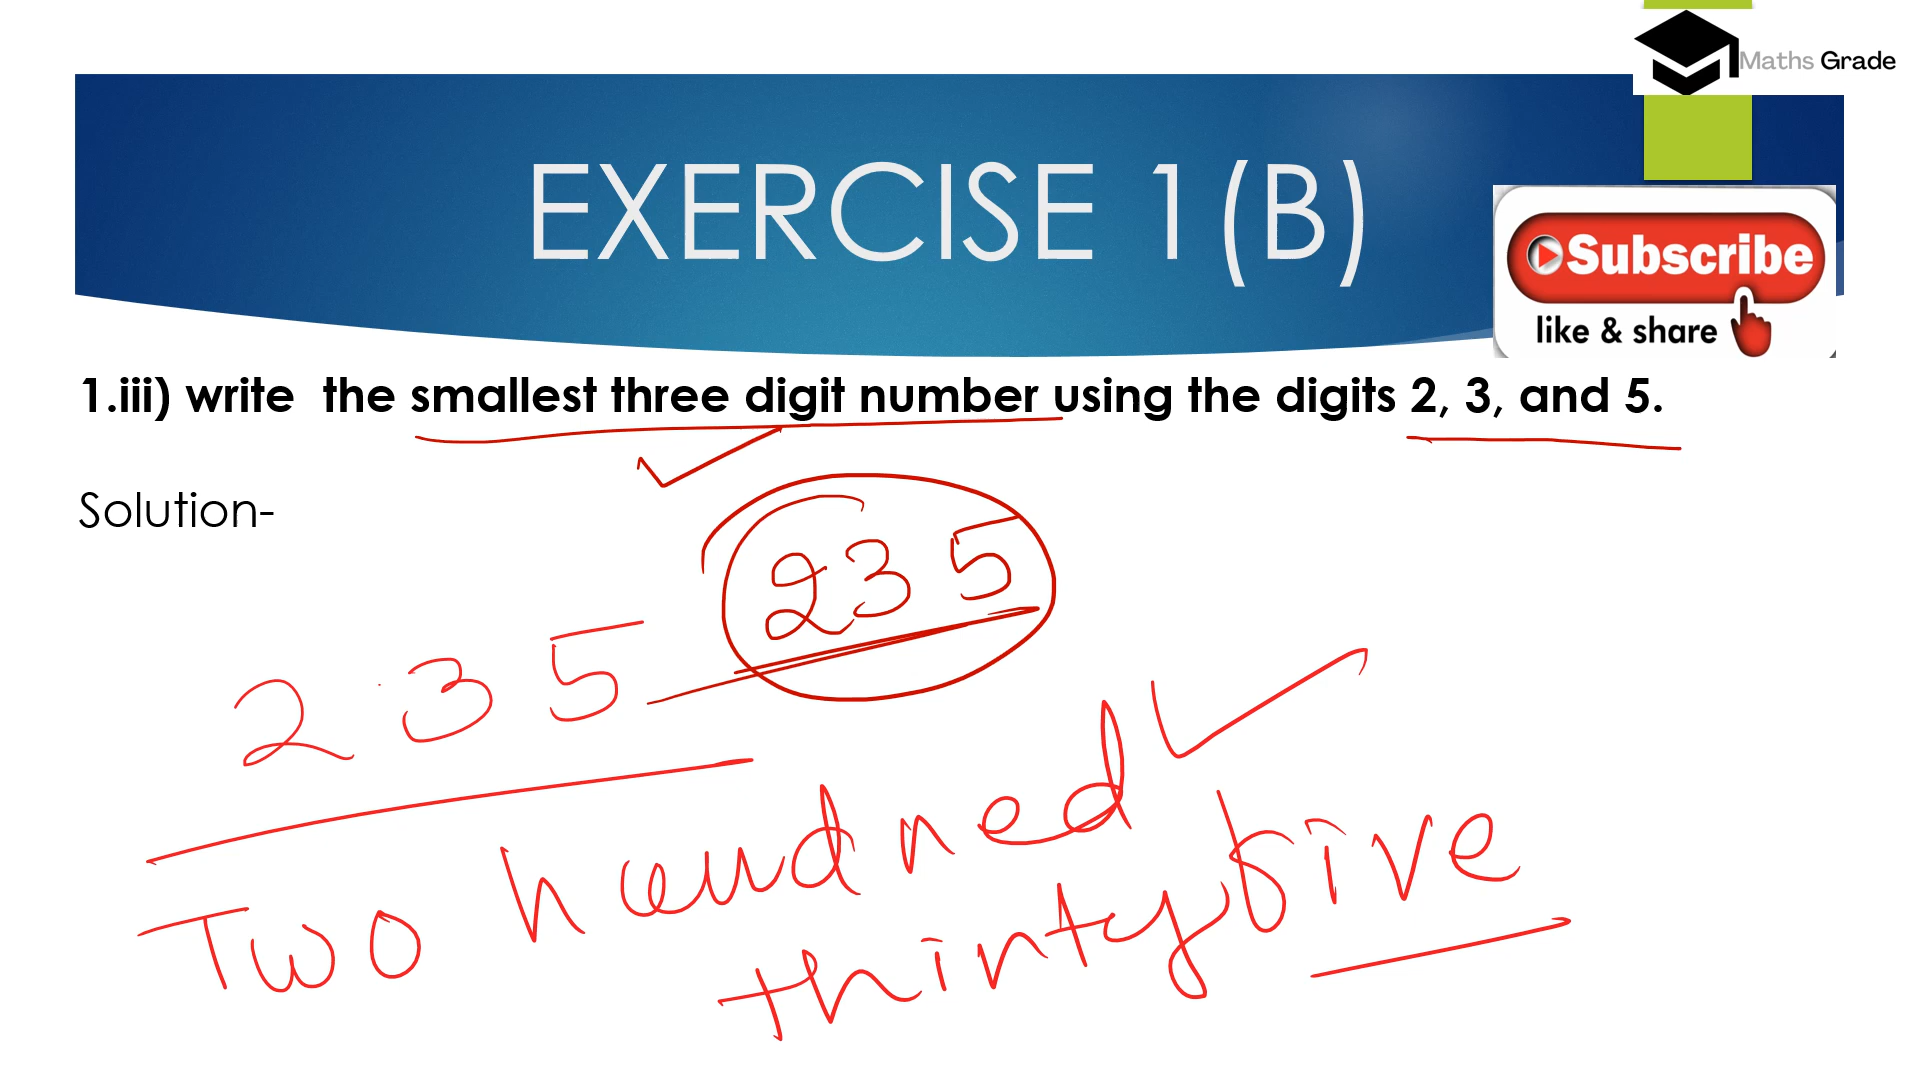 Maths Grade
EXERCISE 1(B)
Subscribe
like & share
1.iii) write the smallest three digit number using the digits 2, 3, and 5.
Solution-
235
2 3 5
Two hundred
thirty five